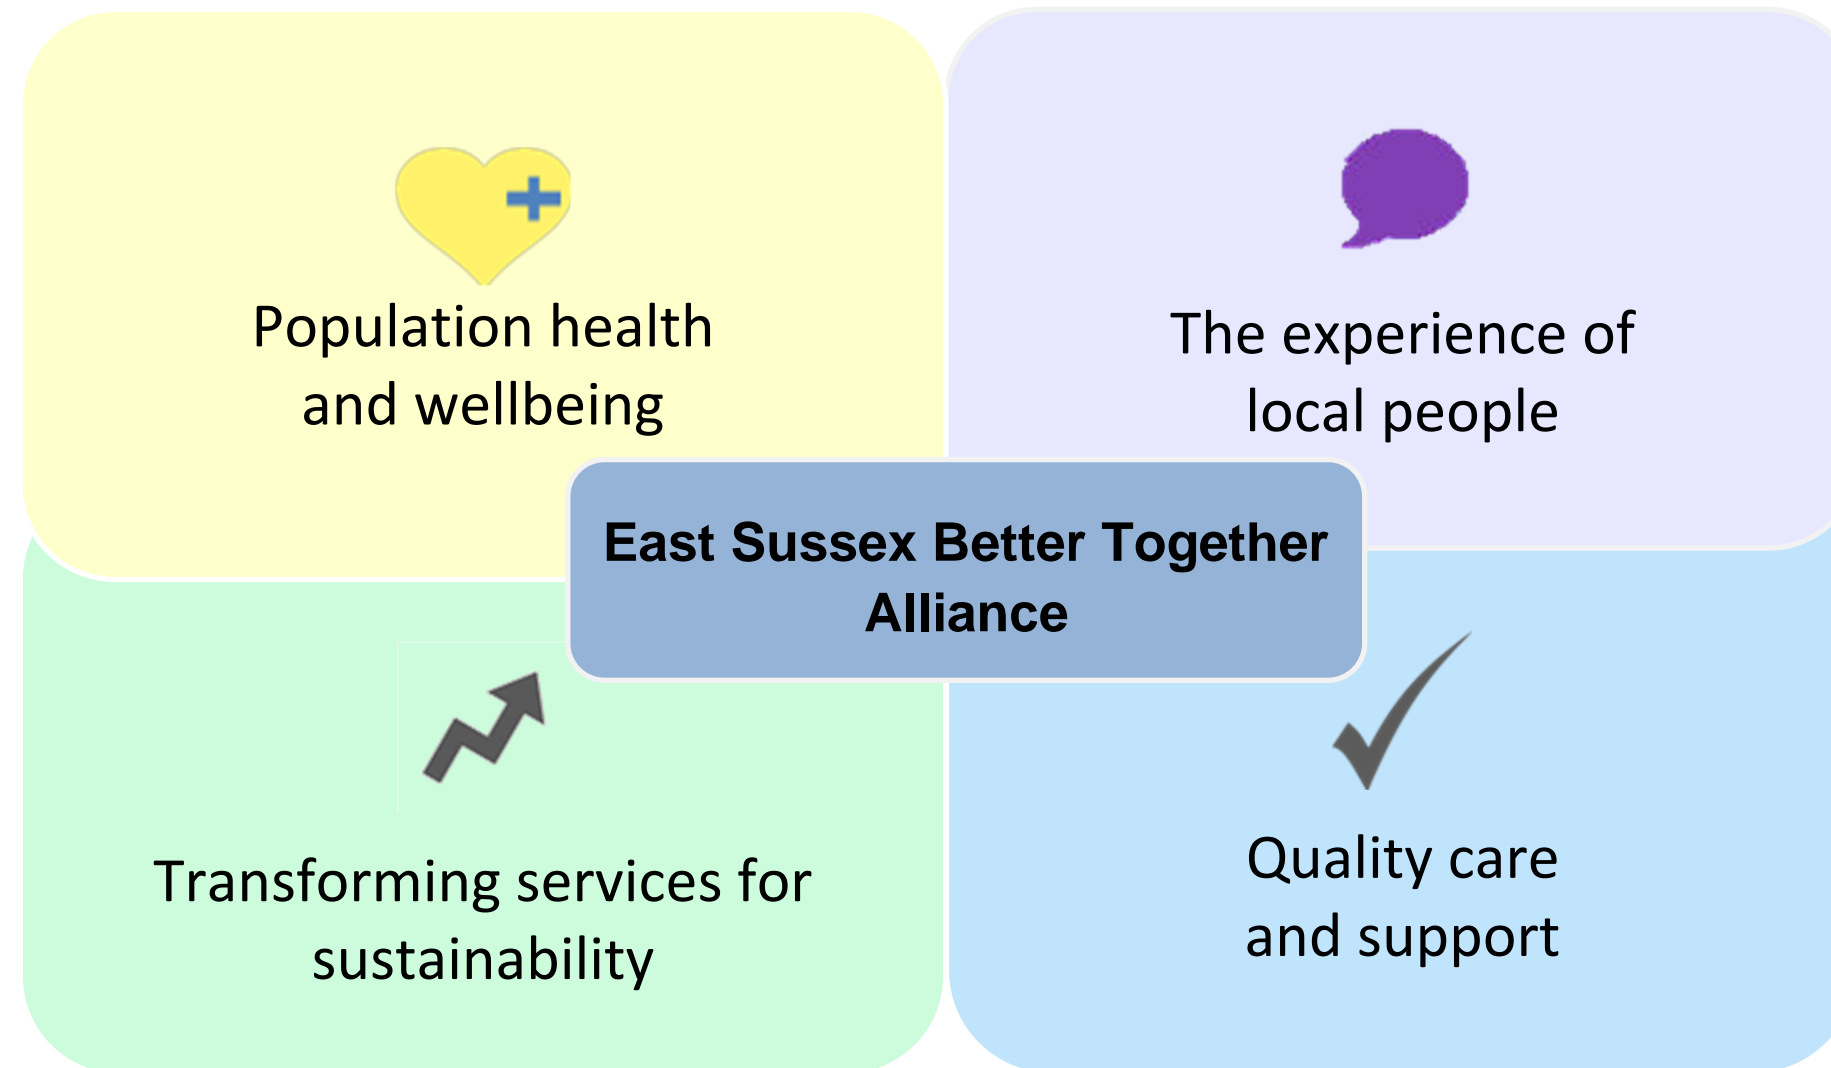 Population health
and wellbeing
The experience of
local people
East Sussex Better Together
Alliance
Transforming services for
sustainability
Quality care
and support